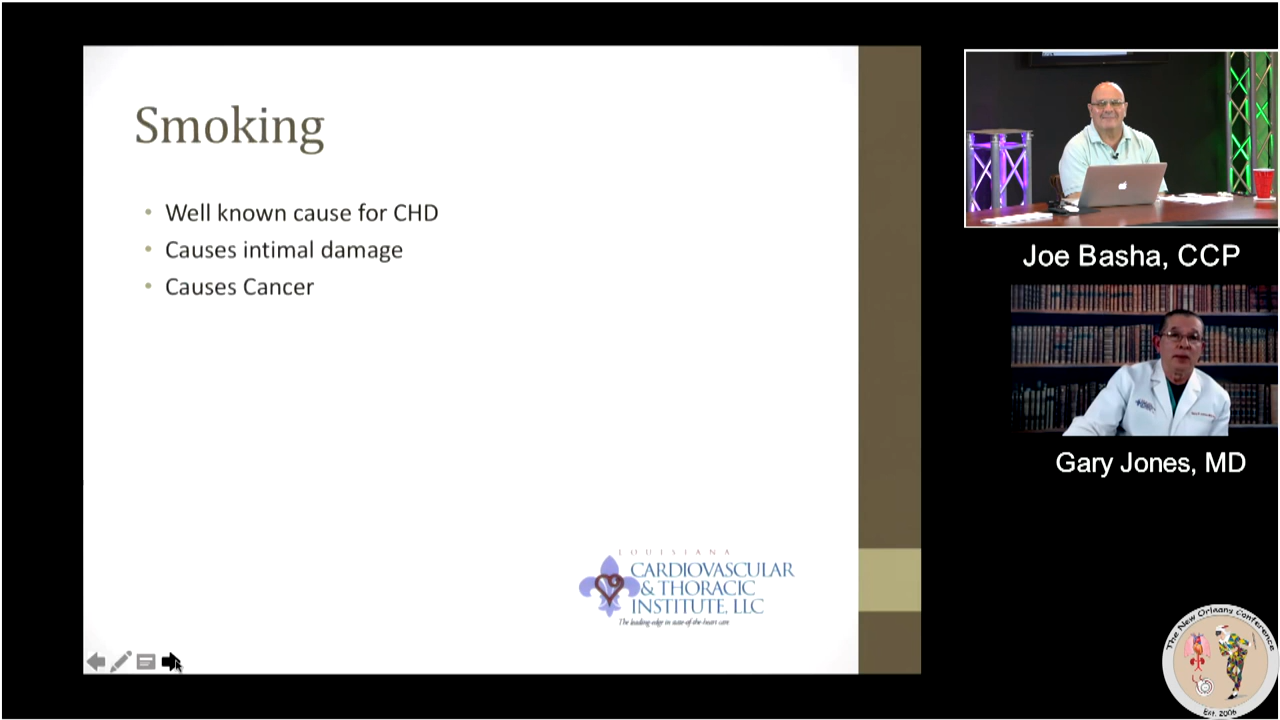 Smoking
• Well known cause for CHD
• Causes intimal damage
• Causes Cancer
LOUISIANA
CARDIOVASCULAR
& THORACIC
INSTITUTE, LLC
The leading-edge in state-of-the-heart care
Joe Basha, CCP
Gary Jones, MD
The New Orleans Conference
Est. 2006